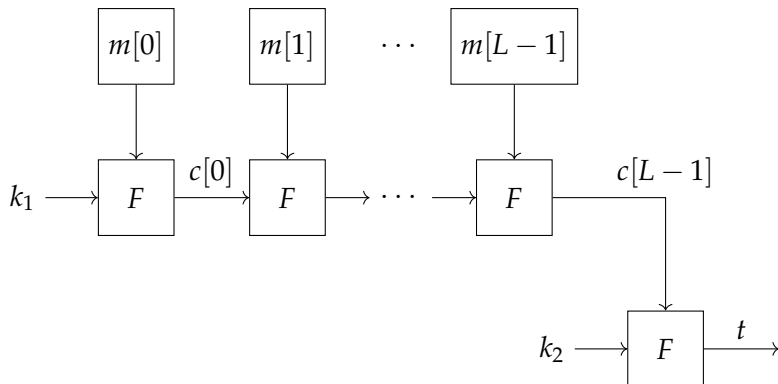 m[0] m[1] · · · m[L − 1]
c[0] c[L − 1]
k₁ F F · · · F
t
k₂ F